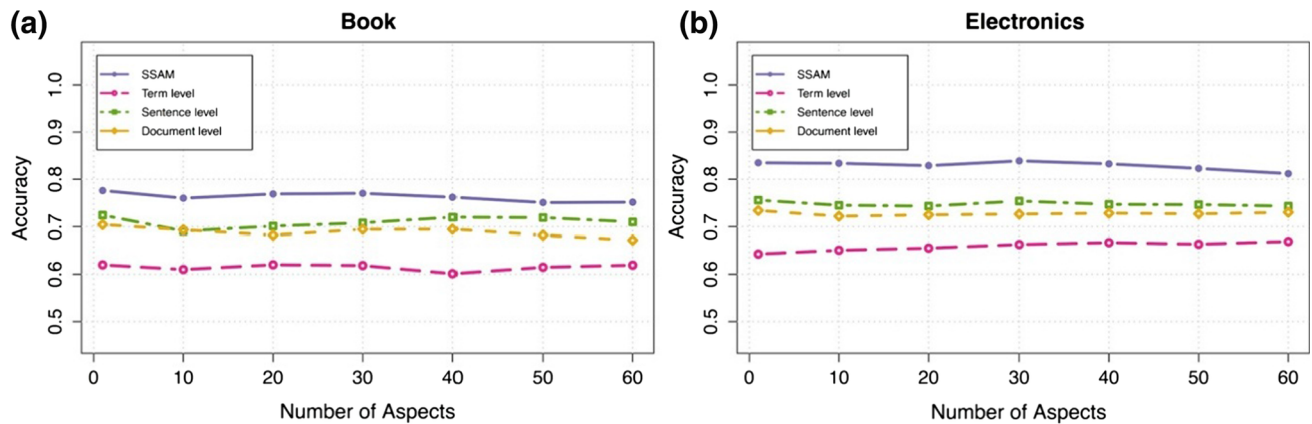 (a)
Book
SSAM
Term level
Sentence level
Document level
Accuracy
1.0
0.9
0.8
0.7
0.6
0.5
0 10 20 30 40 50 60
Number of Aspects
(b)
Electronics
SSAM
Term level
Sentence level
Document level
Accuracy
1.0
0.9
0.8
0.7
0.6
0.5
0 10 20 30 40 50 60
Number of Aspects